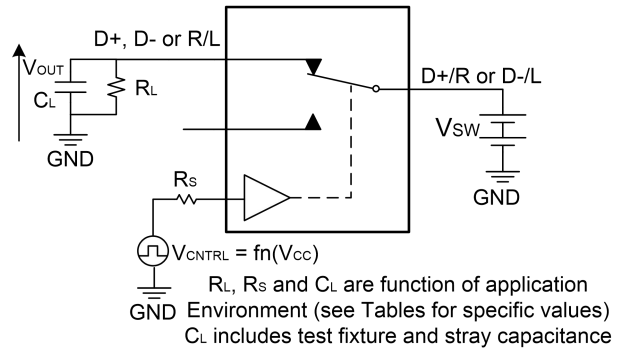 D+, D- or R/L
VOUT
CL
RL
GND
D+/R or D-/L
VSW
GND
RS
VCNTRL = fn(VCC)
GND
RL, RS and CL are function of application
Environment (see Tables for specific values)
CL includes test fixture and stray capacitance